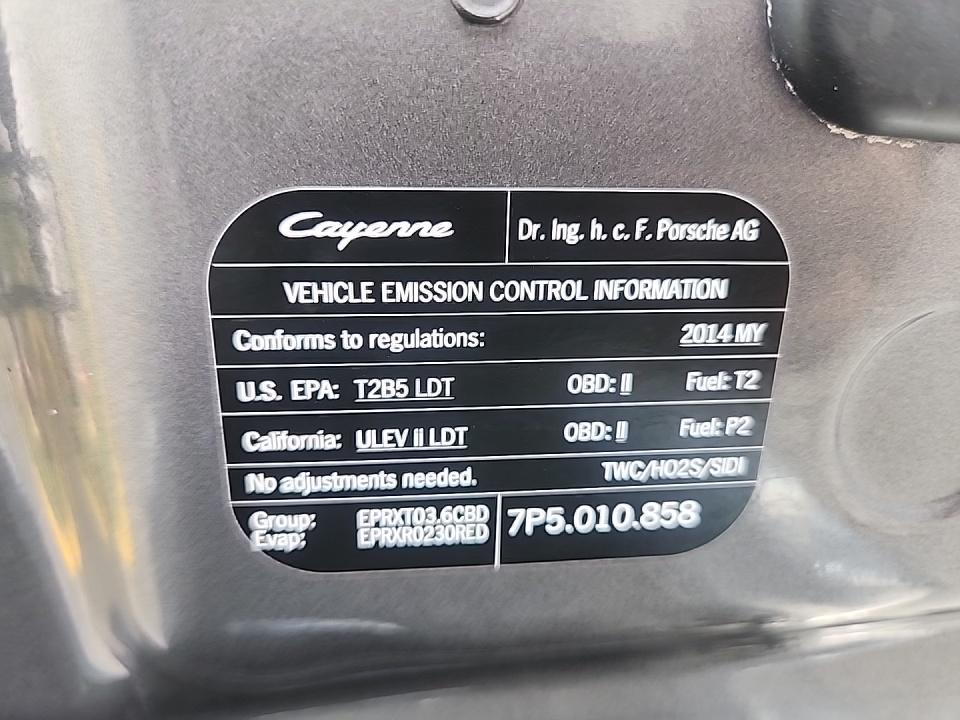 Cayenne Dr. Ing. h. c. F. Porsche AG
VEHICLE EMISSION CONTROL INFORMATION
Conforms to regulations: 2014 MY
U.S. EPA: T2B5 LDT OBD: II Fuel: T2
California: ULEV II LDT OBD: II Fuel: P2
No adjustments needed. TWC/HO2S/SIDI
Group: EPRXT03.6CBD 7P5.010.858
Evap: EPRXR0230RED